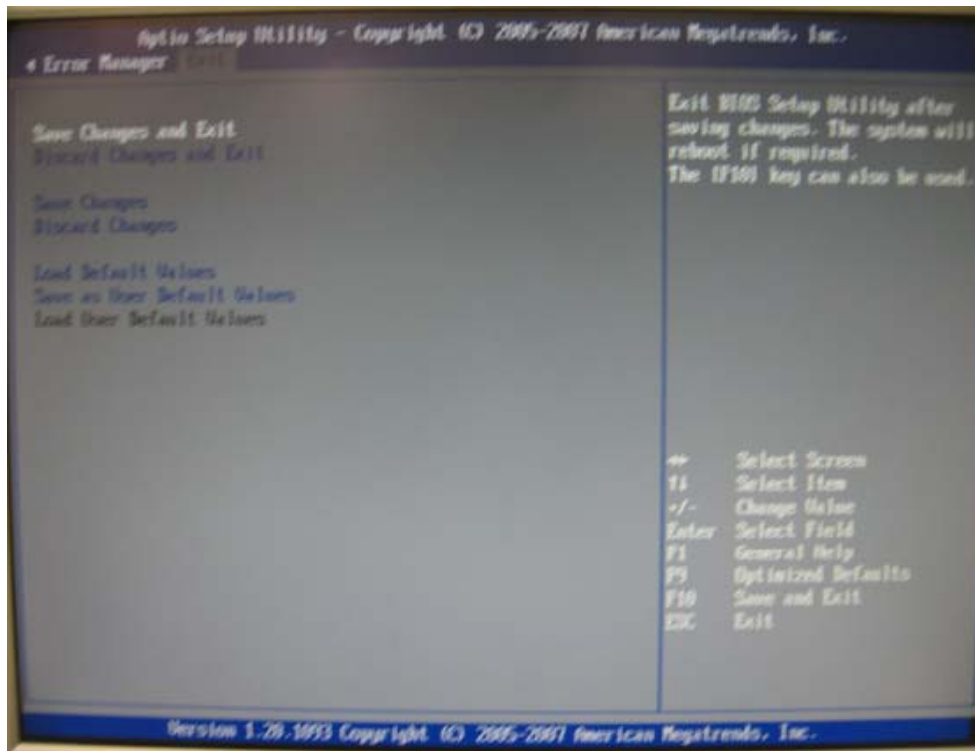 Aptio Setup Utility - Copyright (C) 2005-2007 American Megatrends, Inc.
Error Manager Exit
Save Changes and Exit
Discard Changes and Exit
Save Changes
Discard Changes
Load Default Values
Save as User Default Values
Load User Default Values
Exit BIOS Setup Utility after
saving changes. The system will
reboot if required.
The [F10] key can also be used.
↔ Select Screen
↑↓ Select Item
+/- Change Value
Enter Select Field
F1 General Help
F9 Optimized Defaults
F10 Save and Exit
ESC Exit
Version 1.20.1093 Copyright (C) 2005-2007 American Megatrends, Inc.